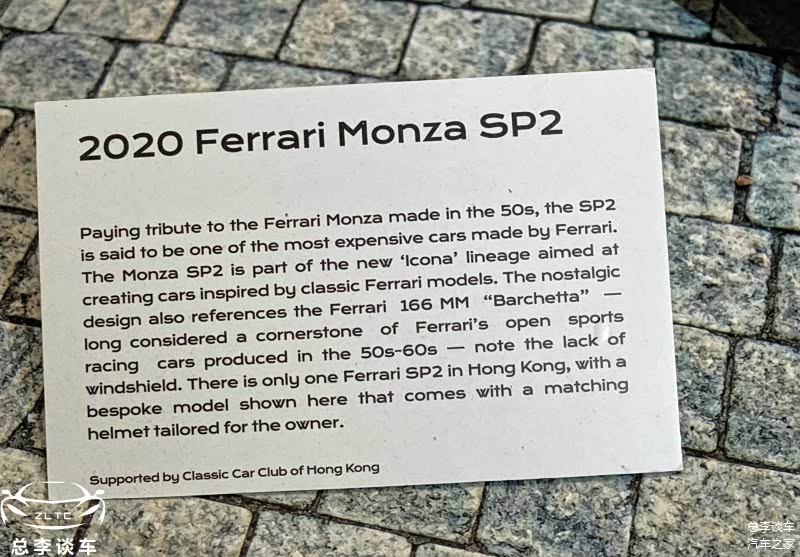 2020 Ferrari Monza SP2
Paying tribute to the Ferrari Monza made in the 50s, the SP2
is said to be one of the most expensive cars made by Ferrari.
The Monza SP2 is part of the new ‘Icona’ lineage aimed at
creating cars inspired by classic Ferrari models. The nostalgic
design also references the Ferrari 166 MM “Barchetta” —
long considered a cornerstone of Ferrari’s open sports
racing cars produced in the 50s-60s — note the lack of
windshield. There is only one Ferrari SP2 in Hong Kong, with a
bespoke model shown here that comes with a matching
helmet tailored for the owner.
Supported by Classic Car Club of Hong Kong
ZLTC
总李谈车
总李谈车
汽车之家